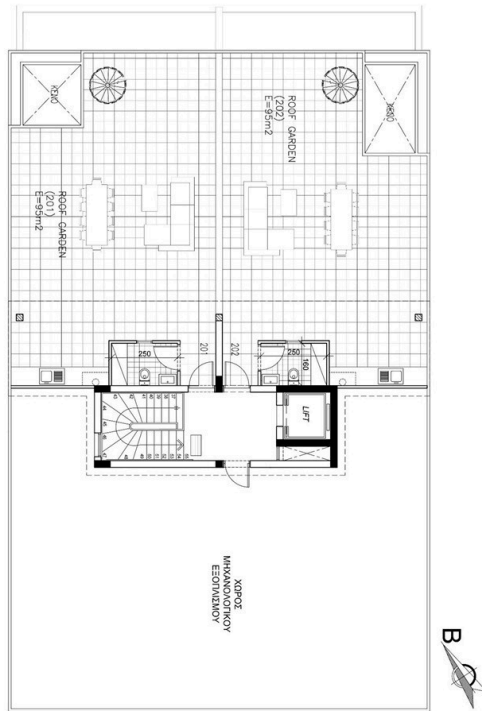 KENO
KENO
ROOF GARDEN
(202)
E=95m2
ROOF GARDEN
(201)
E=95m2
250
201
202
250
160
LIFT
ΧΩΡΟΣ
ΜΗΧΑΝΟΛΟΓΙΚΟΥ
ΕΞΟΠΛΙΣΜΟΥ
B